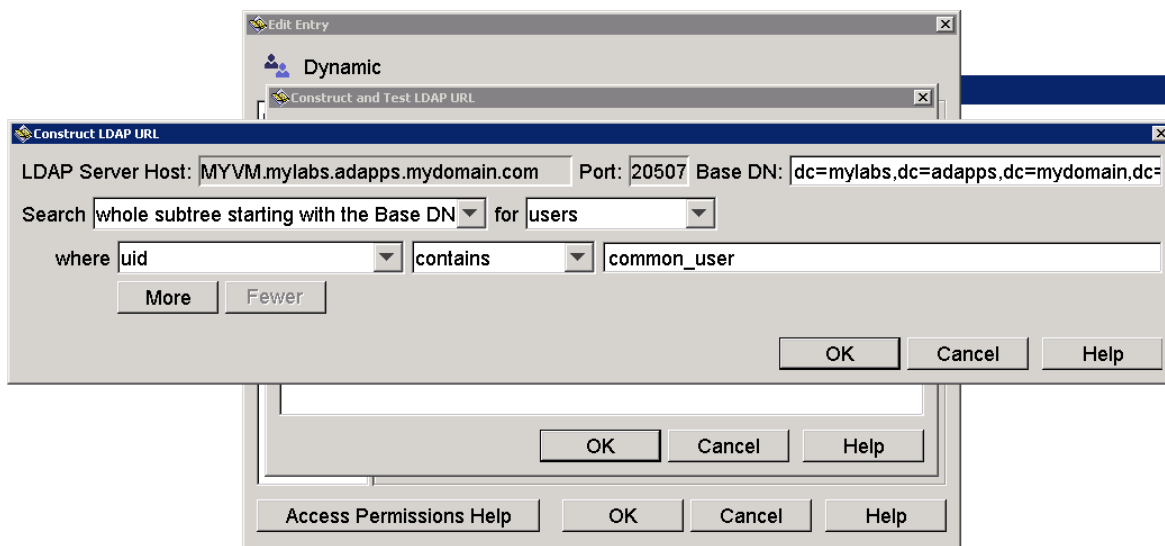 Edit Entry
Dynamic
Construct and Test LDAP URL
Construct LDAP URL
LDAP Server Host: MYVM.mylabs.adapps.mydomain.com Port: 20507 Base DN: dc=mylabs,dc=adapps,dc=mydomain,dc=
Search whole subtree starting with the Base DN for users
where uid contains common_user
More Fewer
OK Cancel Help
OK Cancel Help
Access Permissions Help OK Cancel Help